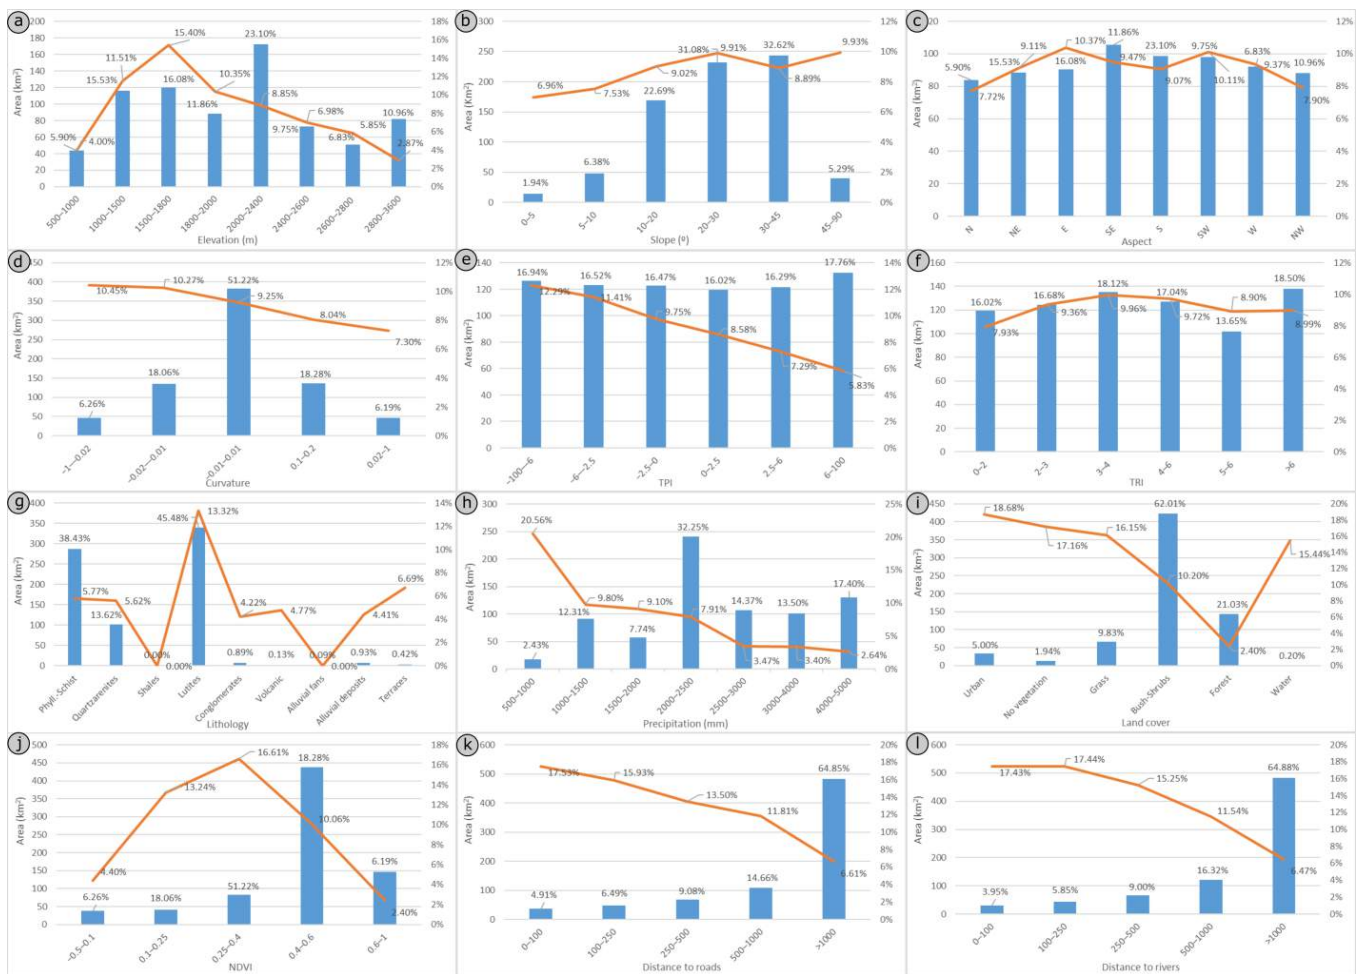 a
200 18%
180 16%
160 14%
140 12%
120 10%
100 8%
80 6%
60 4%
40 2%
20 0%
0
Area (km²)
5.90% 15.53% 16.08% 11.86% 23.10% 9.75% 6.83% 10.96%
4.00% 11.51% 15.40% 10.35% 8.85% 6.98% 5.85% 2.87%
500–1000 1000–1500 1500–1800 1800–2000 2000–2400 2400–2600 2600–2800 2800–3600
Elevation (m)
b
300 12%
250 10%
200 8%
150 6%
100 4%
50 2%
0 0%
Area (Km²)
1.94% 6.38% 22.69% 31.08% 32.62% 5.29%
6.96% 7.53% 9.02% 9.91% 8.89% 9.93%
0–5 5–10 10–20 20–30 30–45 45–90
Slope (º)
c
120 12%
100 10%
80 8%
60 6%
40 4%
20 2%
0 0%
Area (km²)
5.90% 15.53% 16.08% 11.86% 23.10% 9.75% 6.83% 10.96%
7.72% 9.11% 10.37% 9.47% 9.07% 10.11% 9.37% 7.90%
N NE E SE S SW W NW
Aspect
d
450 12%
400 10%
350 8%
300 6%
250 4%
200 2%
150 0%
100
50
0
Area (km²)
6.26% 18.06% 51.22% 18.28% 6.19%
10.45% 10.27% 9.25% 8.04% 7.30%
−1–−0.02 −0.02–−0.01 −0.01–0.01 0.1–0.2 0.02–1
Curvature
e
140 14%
120 12%
100 10%
80 8%
60 6%
40 4%
20 2%
0 0%
Area (km²)
16.94% 16.52% 16.47% 16.02% 16.29% 17.76%
12.29% 11.41% 9.75% 8.58% 7.29% 5.83%
−100–−6 −6–−2.5 −2.5–0 0–2.5 2.5–6 6–100
TPI
f
160 12%
140 10%
120 8%
100 6%
80 4%
60 2%
40 0%
20
0
Area (km²)
16.02% 16.68% 18.12% 17.04% 13.65% 18.50%
7.93% 9.36% 9.96% 9.72% 8.90% 8.99%
0–2 2–3 3–4 4–6 5–6 >6
TRI
g
400 14%
350 12%
300 10%
250 8%
200 6%
150 4%
100 2%
50 0%
0
Area (km²)
38.43% 13.62% 0.00% 45.48% 0.89% 0.13% 0.09% 0.93% 0.42%
5.77% 5.62% 0.00% 13.32% 4.22% 4.77% 0.00% 4.41% 6.69%
Phyll.-Schist Quartzarenites Shales Lutites Conglomerates Volcanic Alluvial fans Alluvial deposits Terraces
Lithology
h
300 25%
250 20%
200 15%
150 10%
100 5%
50 0%
0
Area (km²)
2.43% 12.31% 7.74% 32.25% 14.37% 13.50% 17.40%
20.56% 9.80% 9.10% 7.91% 3.47% 3.40% 2.64%
500–1000 1000–1500 1500–2000 2000–2500 2500–3000 3000–4000 4000–5000
Precipitation (mm)
i
450 20%
400 18%
350 16%
300 14%
250 12%
200 10%
150 8%
100 6%
50 4%
0 2%
0%
Area (km²)
5.00% 1.94% 9.83% 62.01% 21.03% 0.20%
18.68% 17.16% 16.15% 10.20% 2.40% 15.44%
Urban No vegetation Grass Bush-Shrubs Forest Water
Land cover
j
500 18%
450 16%
400 14%
350 12%
300 10%
250 8%
200 6%
150 4%
100 2%
50 0%
0
Area (km²)
6.26% 18.06% 51.22% 18.28% 6.19%
4.40% 13.24% 16.61% 10.06% 2.40%
−0.5–0.1 0.1–0.25 0.25–0.4 0.4–0.6 0.6–1
NDVI
k
600 20%
500 18%
400 16%
300 14%
200 12%
100 10%
0 8%
6%
4%
2%
0%
Area (km²)
4.91% 6.49% 9.08% 14.66% 64.85%
17.53% 15.93% 13.50% 11.81% 6.61%
0–100 100–250 250–500 500–1000 >1000
Distance to roads
l
600 20%
500 18%
400 16%
300 14%
200 12%
100 10%
0 8%
6%
4%
2%
0%
Area (km²)
3.95% 5.85% 9.00% 16.32% 64.88%
17.43% 17.44% 15.25% 11.54% 6.47%
0–100 100–250 250–500 500–1000 >1000
Distance to rivers